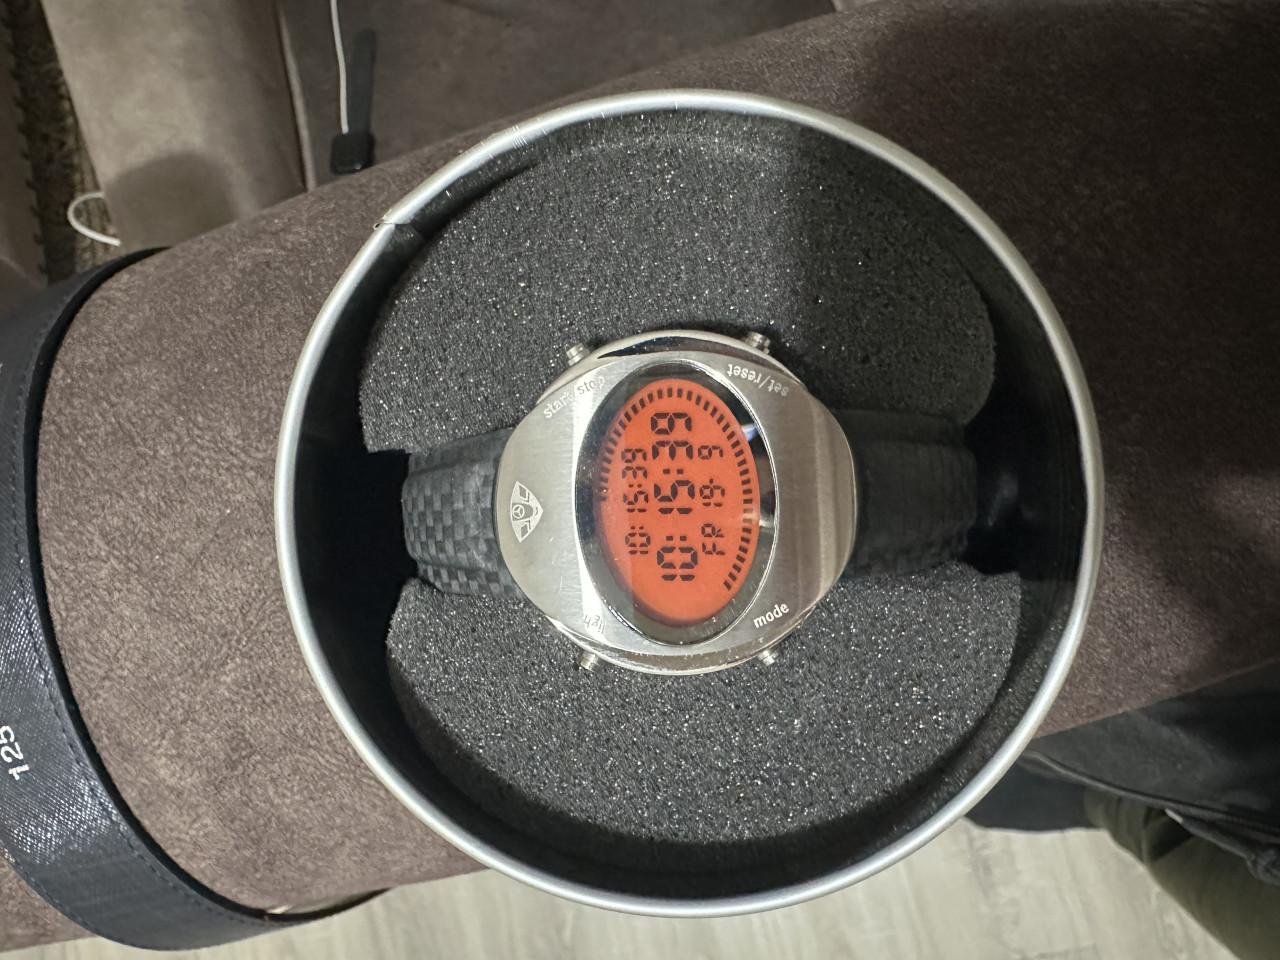 start/stop
set/reset
10: 15:39
10: 15:39
FR 19- 9
light
mode
125